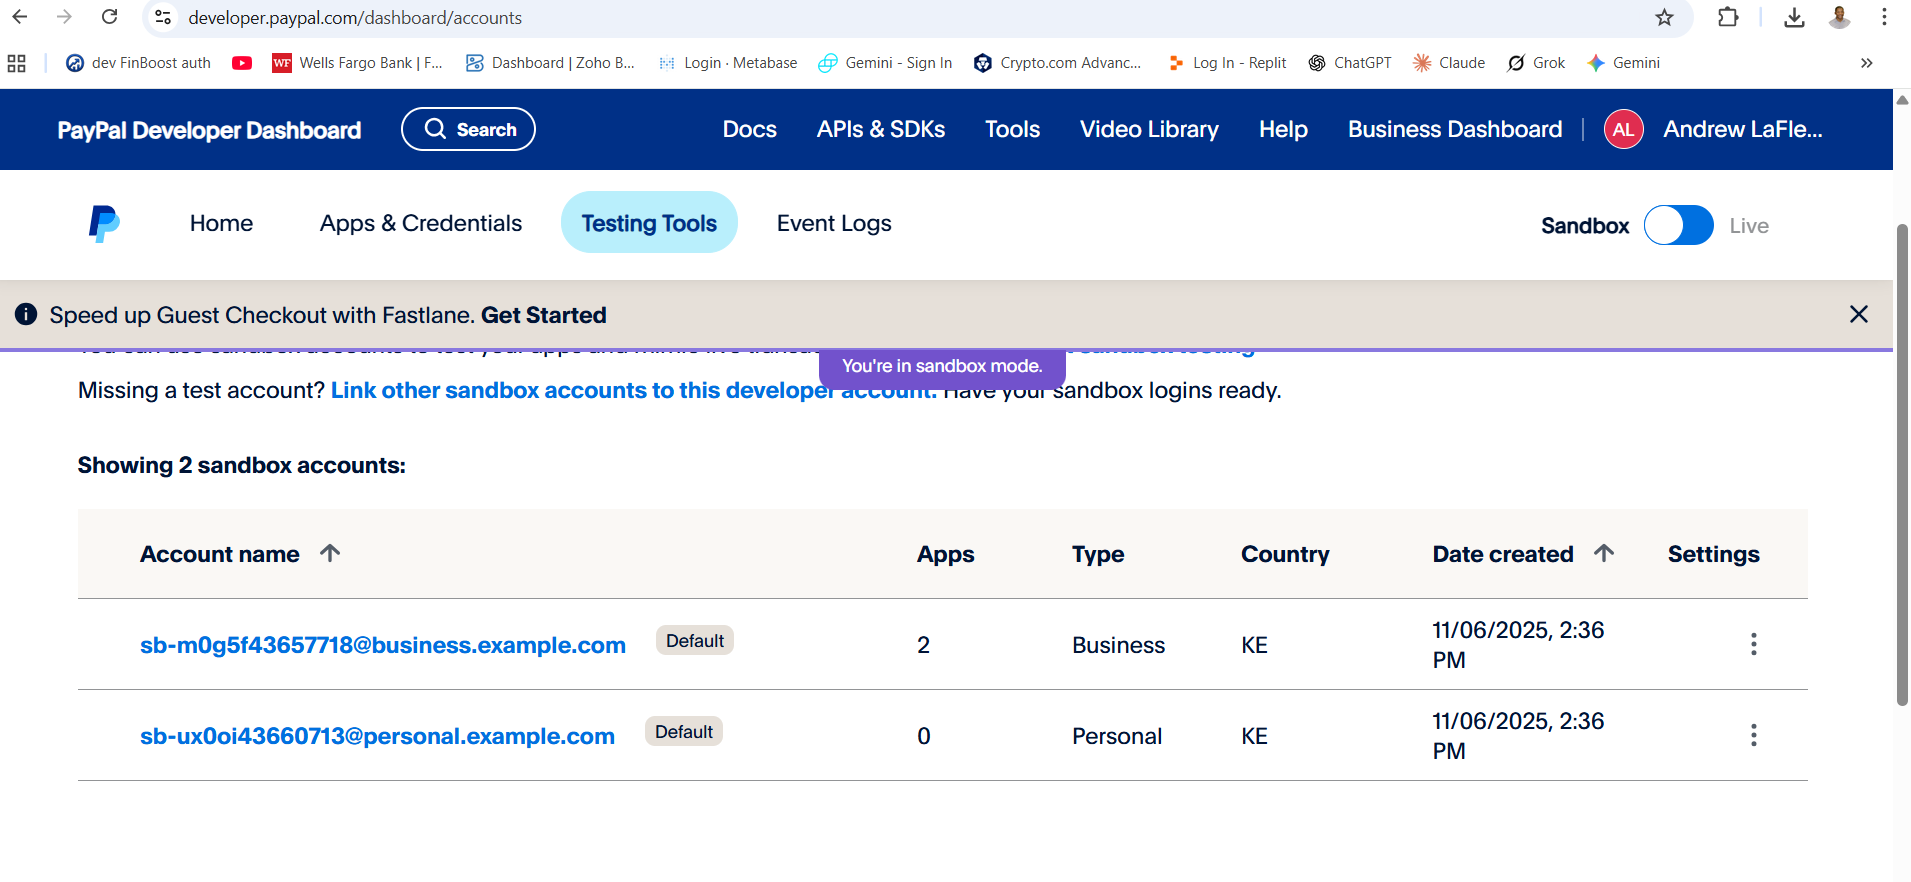 developer.paypal.com/dashboard/accounts
dev FinBoost auth Wells Fargo Bank | F... Dashboard | Zoho B... Login · Metabase Gemini - Sign In Crypto.com Advanc... Log In - Replit ChatGPT Claude Grok Gemini »
PayPal Developer Dashboard Search Docs APIs & SDKs Tools Video Library Help Business Dashboard AL Andrew LaFle...
Home Apps & Credentials Testing Tools Event Logs Sandbox Live
Speed up Guest Checkout with Fastlane. Get Started
You're in sandbox mode.
Missing a test account? Link other sandbox accounts to this developer account. Have your sandbox logins ready.
Showing 2 sandbox accounts:
Account name Apps Type Country Date created Settings
sb-m0g5f43657718@business.example.com Default 2 Business KE 11/06/2025, 2:36
PM
sb-ux0oi43660713@personal.example.com Default 0 Personal KE 11/06/2025, 2:36
PM